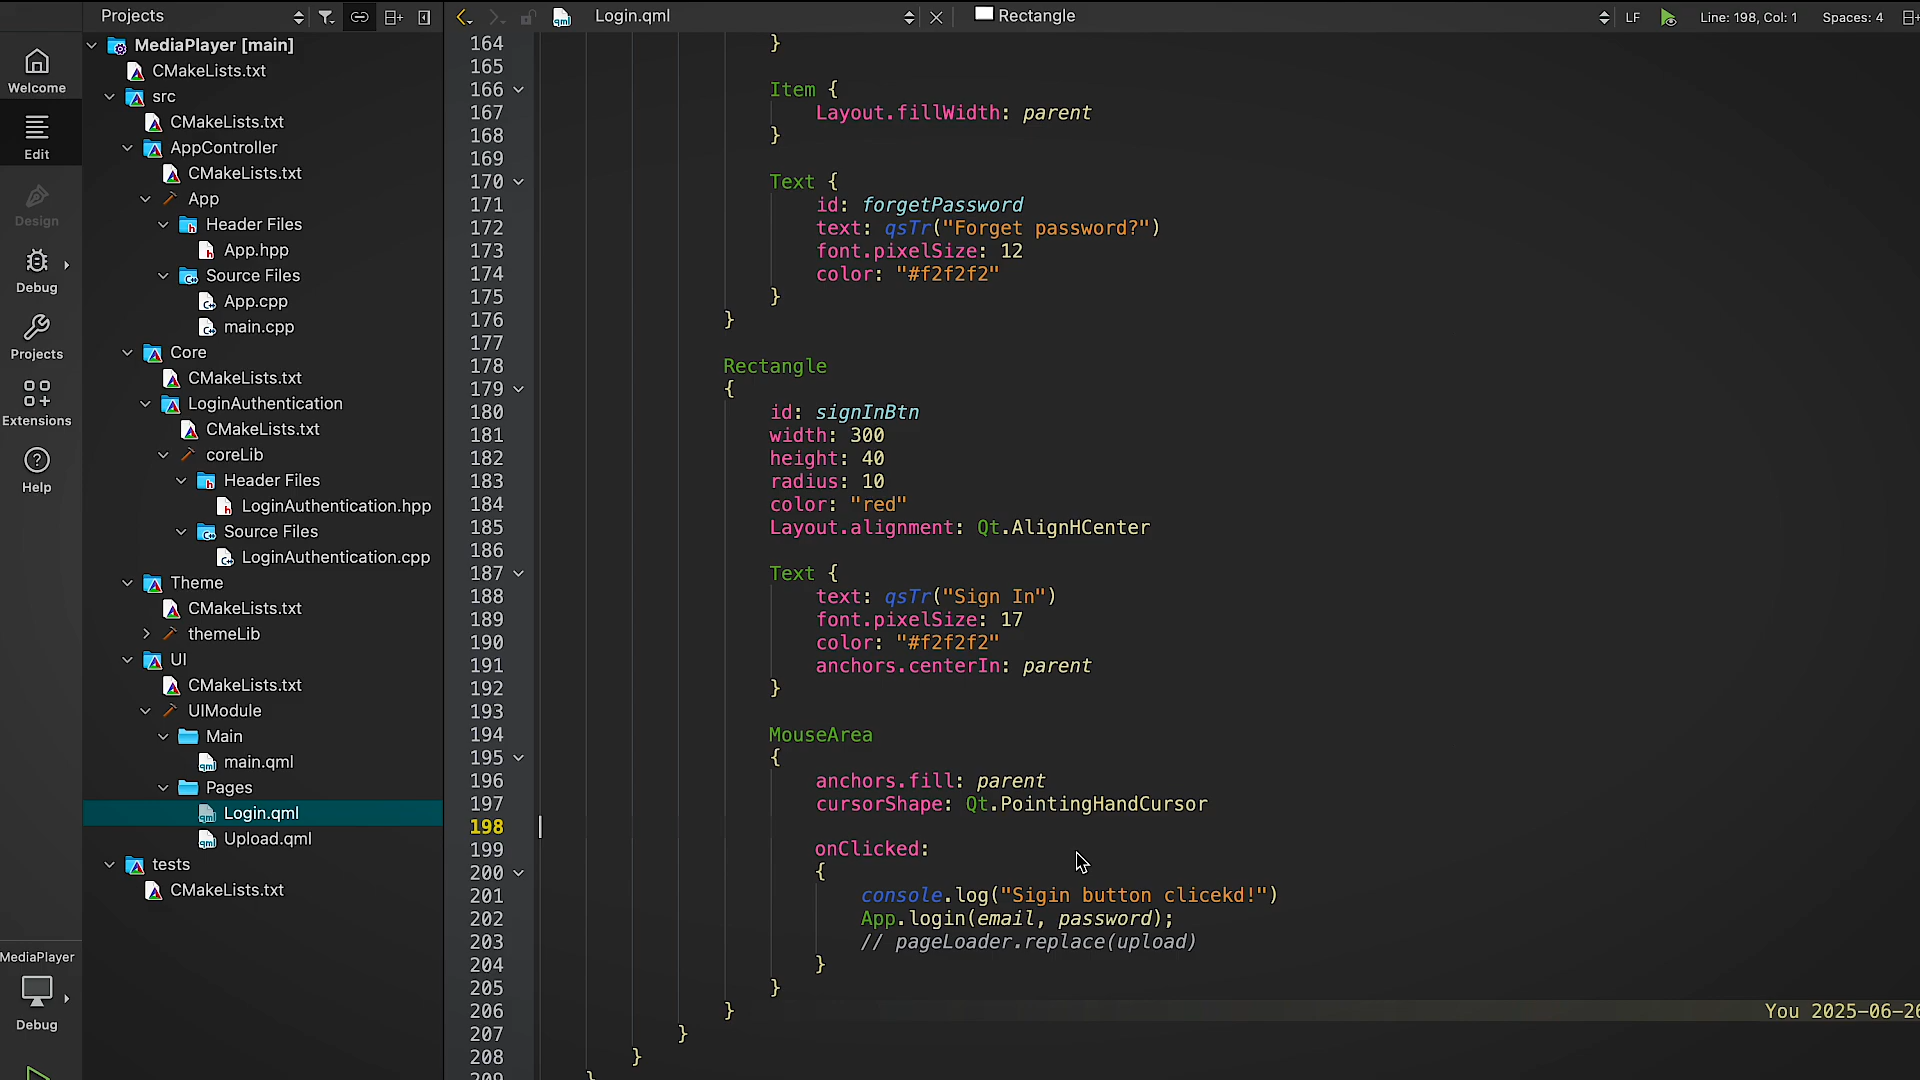 Projects
Login.qml
Rectangle
LF
Line: 198, Col: 1
Spaces: 4
Welcome
Edit
Design
Debug
Projects
Extensions
Help
MediaPlayer
Debug
MediaPlayer [main]
CMakeLists.txt
src
CMakeLists.txt
AppController
CMakeLists.txt
App
Header Files
App.hpp
Source Files
App.cpp
main.cpp
Core
CMakeLists.txt
LoginAuthentication
CMakeLists.txt
coreLib
Header Files
LoginAuthentication.hpp
Source Files
LoginAuthentication.cpp
Theme
CMakeLists.txt
themeLib
UI
CMakeLists.txt
UIModule
Main
main.qml
Pages
Login.qml
Upload.qml
tests
CMakeLists.txt
164 }
165
166 Item {
167 Layout.fillWidth: parent
168 }
169
170 Text {
171 id: forgetPassword
172 text: qsTr("Forget password?")
173 font.pixelSize: 12
174 color: "#f2f2f2"
175 }
176 }
177
178 Rectangle
179 {
180 id: signInBtn
181 width: 300
182 height: 40
183 radius: 10
184 color: "red"
185 Layout.alignment: Qt.AlignHCenter
186
187 Text {
188 text: qsTr("Sign In")
189 font.pixelSize: 17
190 color: "#f2f2f2"
191 anchors.centerIn: parent
192 }
193
194 MouseArea
195 {
196 anchors.fill: parent
197 cursorShape: Qt.PointingHandCursor
198
199 onClicked:
200 {
201 console.log("Sigin button clicekd!")
202 App.login(email, password);
203 // pageLoader.replace(upload)
204 }
205 }
206 } You 2025-06-26
207 }
208 }
209 }